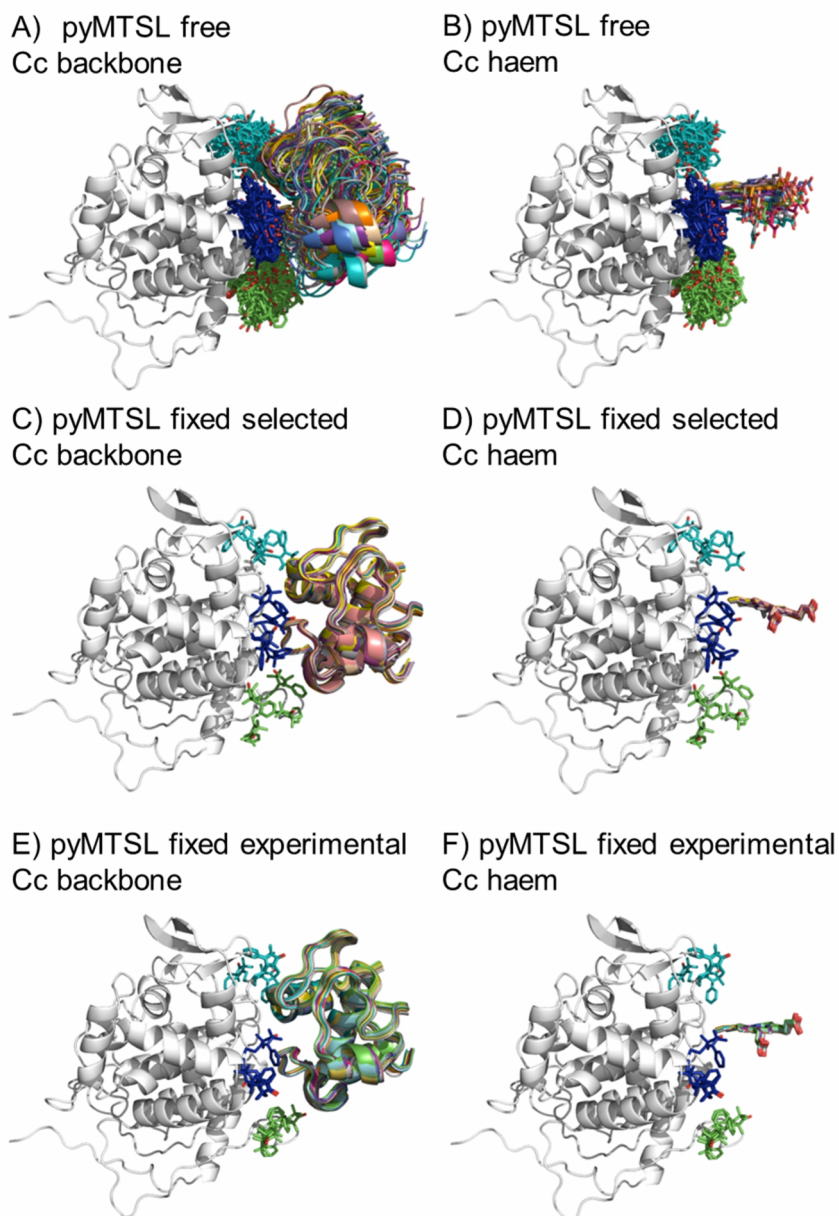 A) pyMTSL free
Cc backbone
B) pyMTSL free
Cc haem
C) pyMTSL fixed selected
Cc backbone
D) pyMTSL fixed selected
Cc haem
E) pyMTSL fixed experimental
Cc backbone
F) pyMTSL fixed experimental
Cc haem